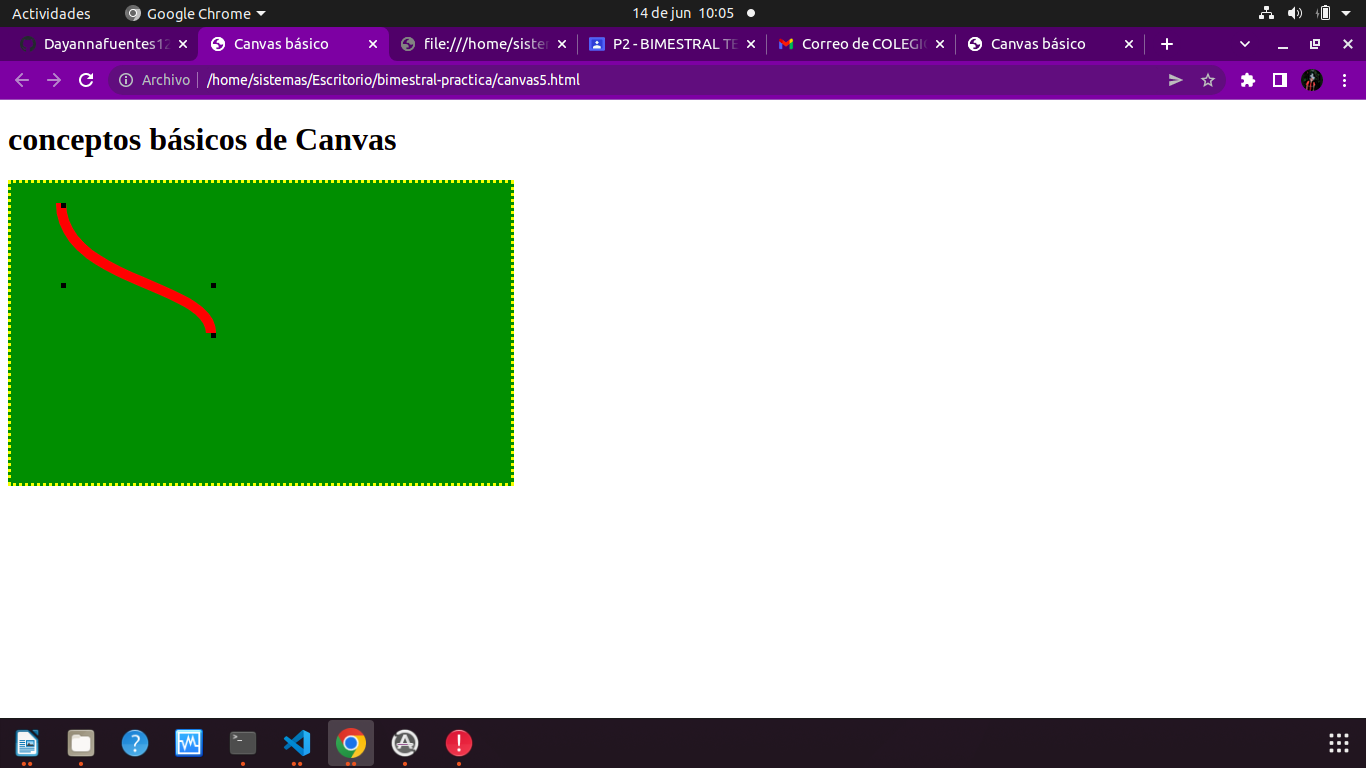 Actividades Google Chrome 14 de jun 10:05
Dayannafuentes12 Canvas básico file:///home/siste P2 - BIMESTRAL TE Correo de COLEGI Canvas básico
Archivo /home/sistemas/Escritorio/bimestral-practica/canvas5.html
conceptos básicos de Canvas